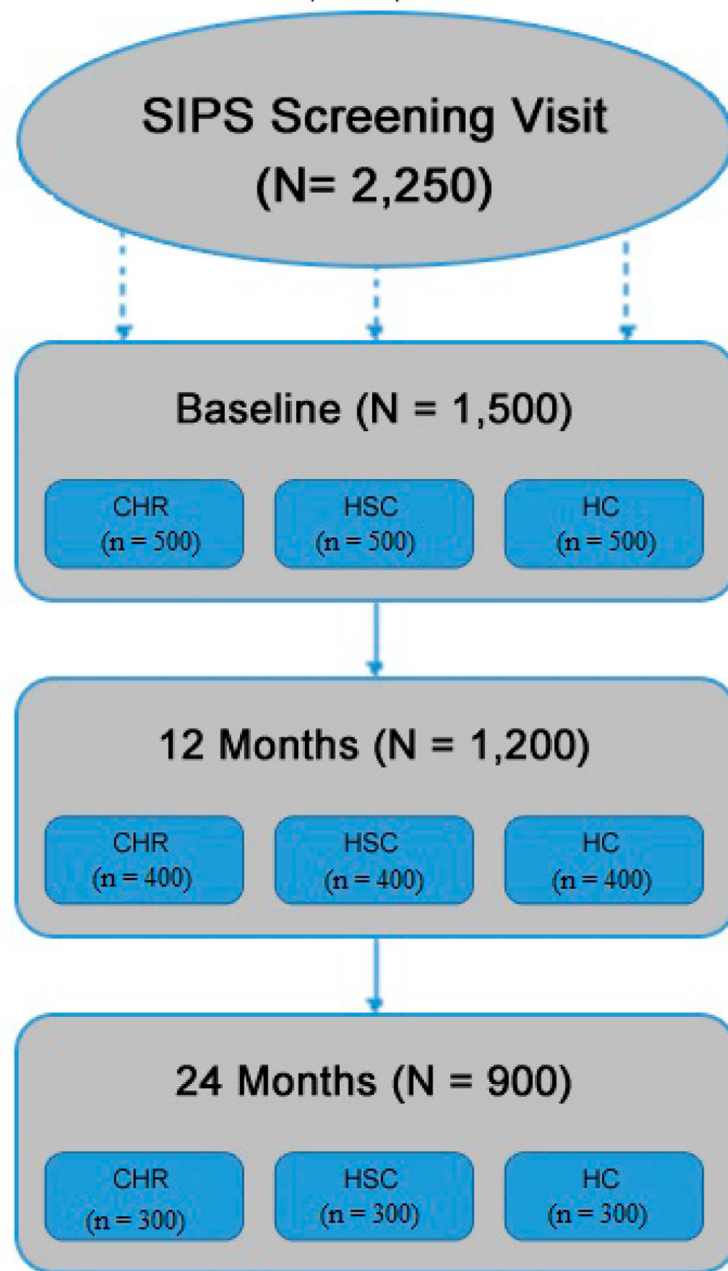 SIPS Screening Visit
(N= 2,250)
Baseline (N = 1,500)
CHR
(n = 500)
HSC
(n = 500)
HC
(n = 500)
12 Months (N = 1,200)
CHR
(n = 400)
HSC
(n = 400)
HC
(n = 400)
24 Months (N = 900)
CHR
(n = 300)
HSC
(n = 300)
HC
(n = 300)